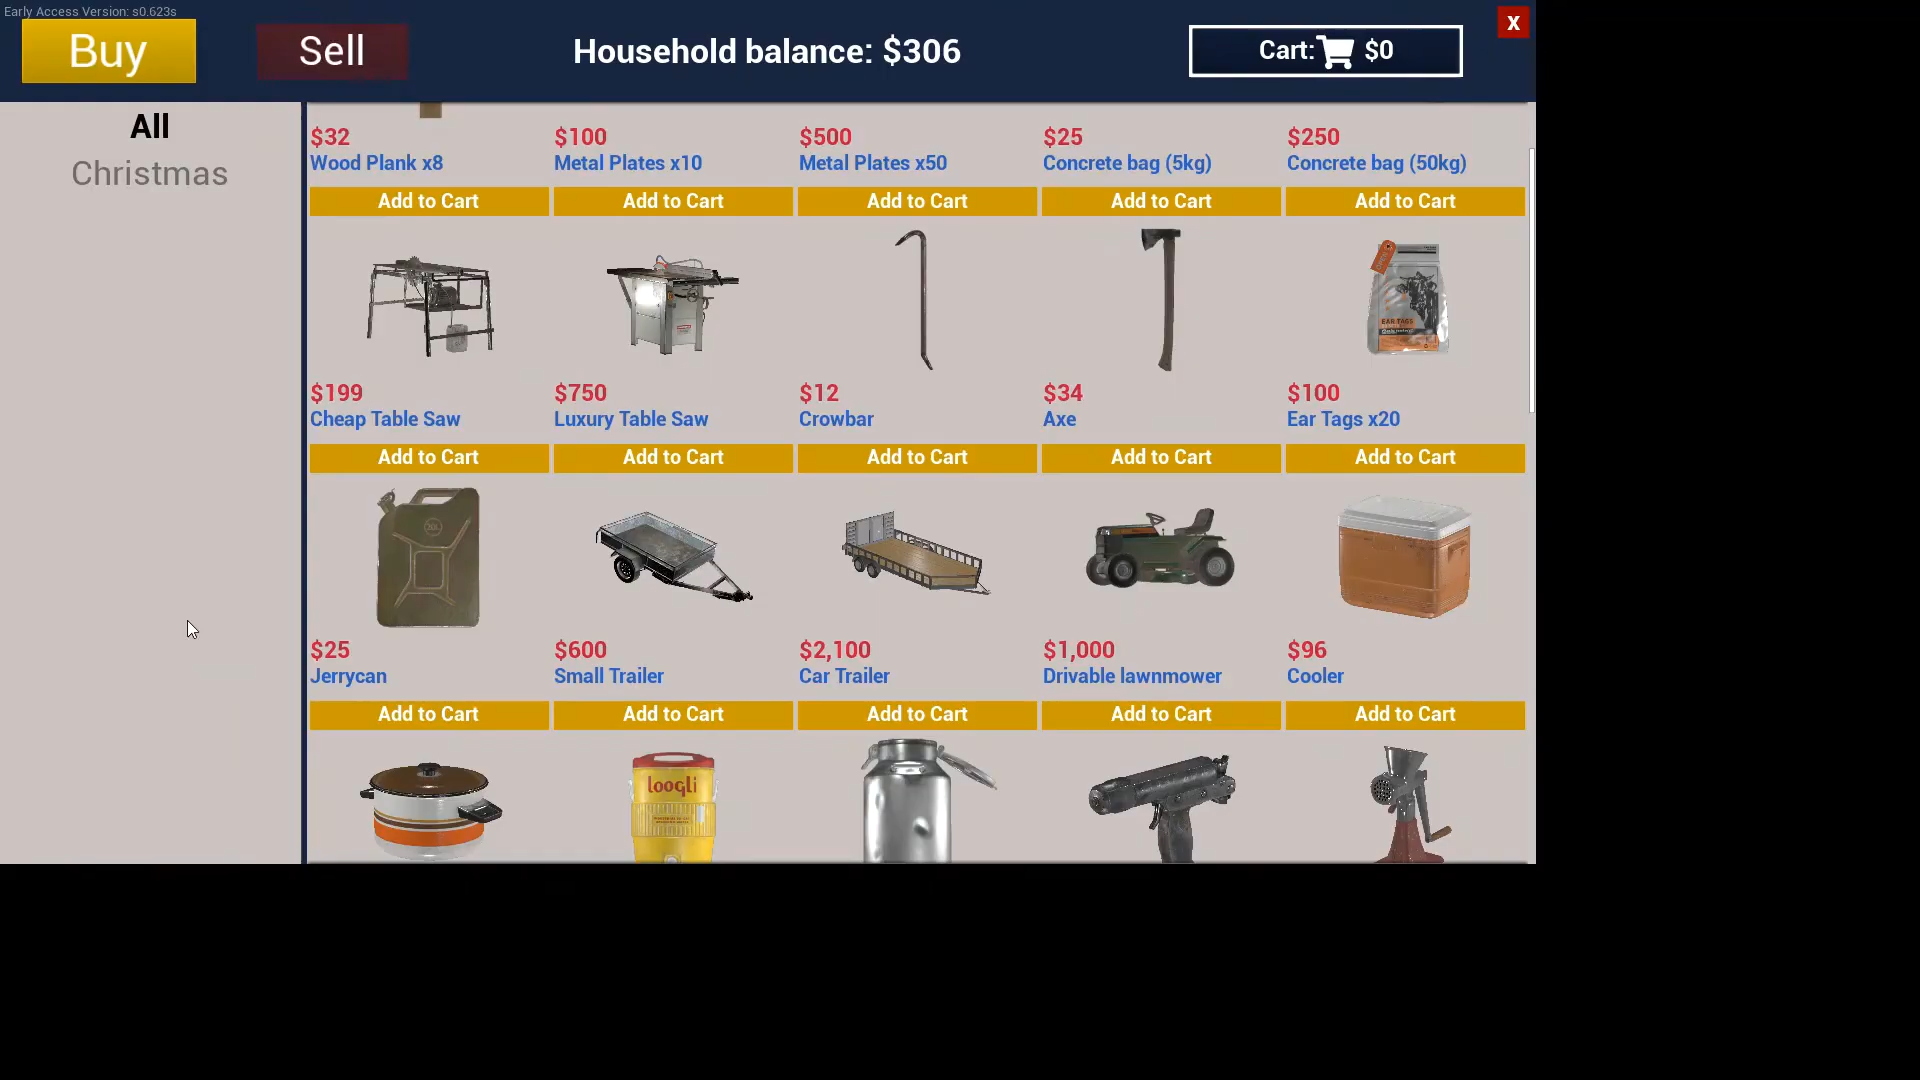 Early Access Version: s0.623s
Buy
Sell
Household balance: $306
Cart: $0
X
All
Christmas
$32
Wood Plank x8
Add to Cart
$100
Metal Plates x10
Add to Cart
$500
Metal Plates x50
Add to Cart
$25
Concrete bag (5kg)
Add to Cart
$250
Concrete bag (50kg)
Add to Cart
$199
Cheap Table Saw
Add to Cart
$750
Luxury Table Saw
Add to Cart
$12
Crowbar
Add to Cart
$34
Axe
Add to Cart
EAR TAGS
$100
Ear Tags x20
Add to Cart
$25
Jerrycan
Add to Cart
$600
Small Trailer
Add to Cart
$2,100
Car Trailer
Add to Cart
$1,000
Drivable lawnmower
Add to Cart
$96
Cooler
Add to Cart
loogli